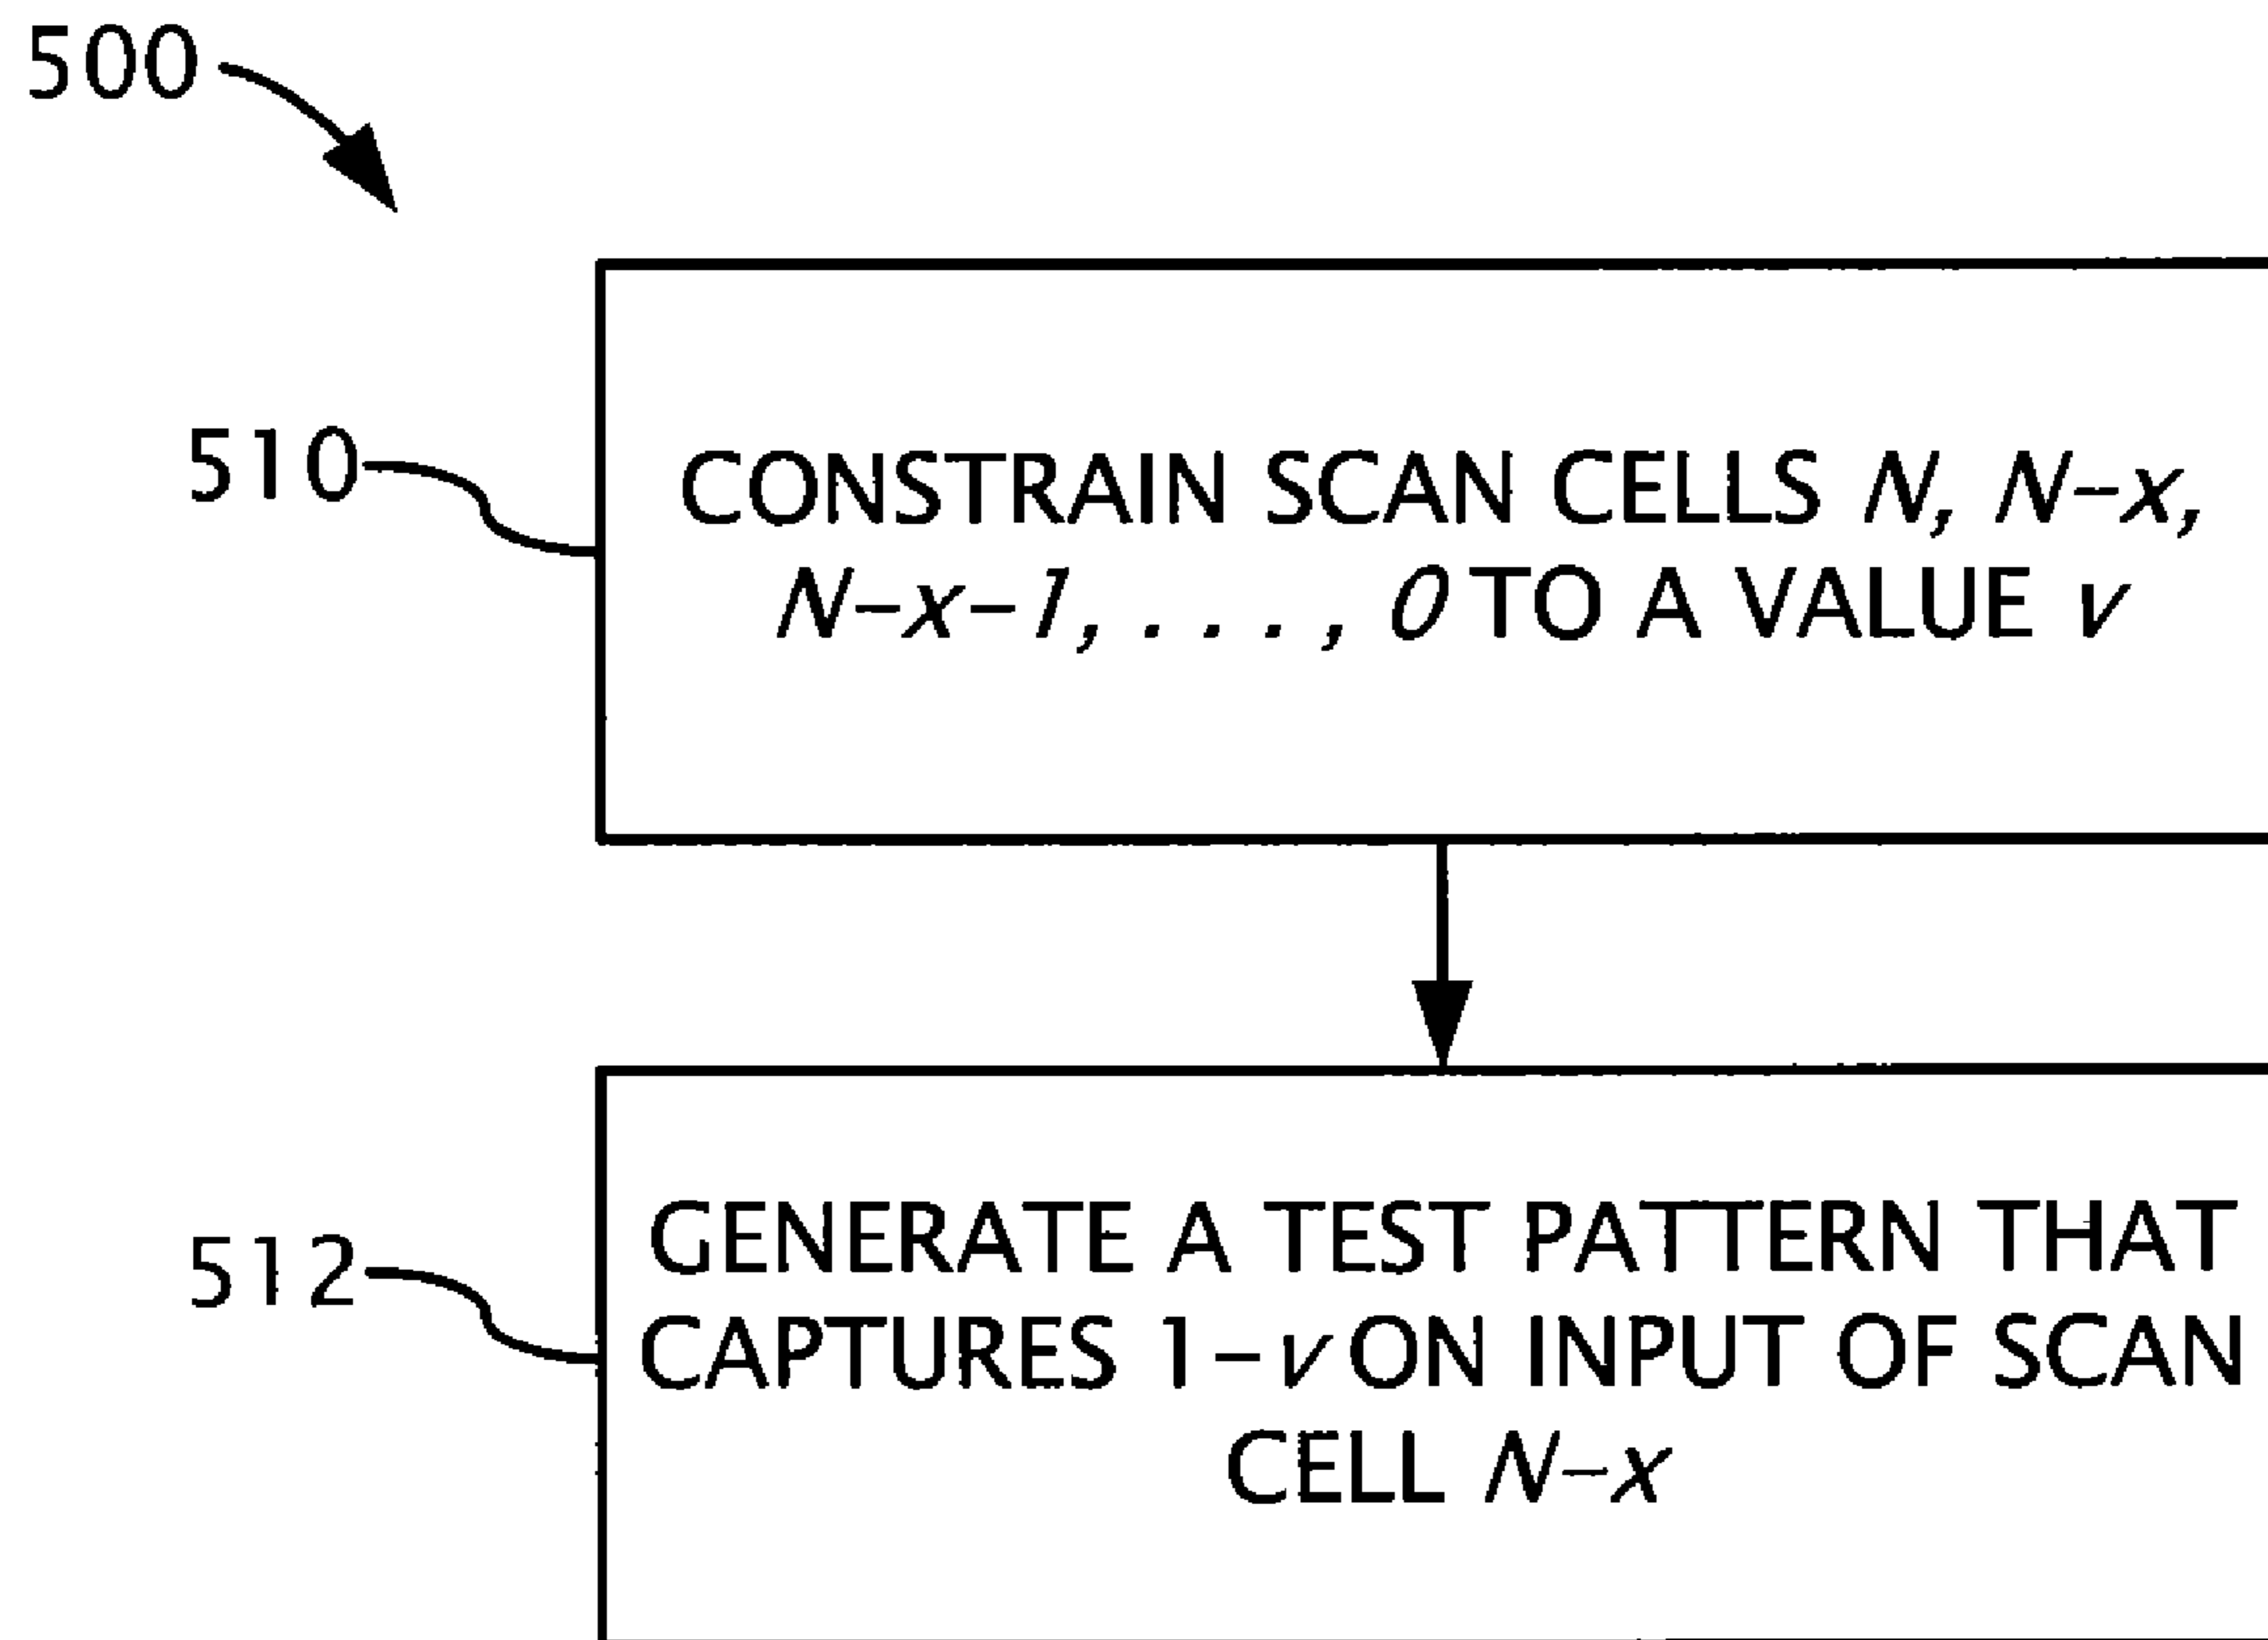 500
510
CONSTRAIN SCAN CELLS N, N–x,
N–x–1, . . . , 0 TO A VALUE v
512
GENERATE A TEST PATTERN THAT
CAPTURES 1–v ON INPUT OF SCAN
CELL N–x